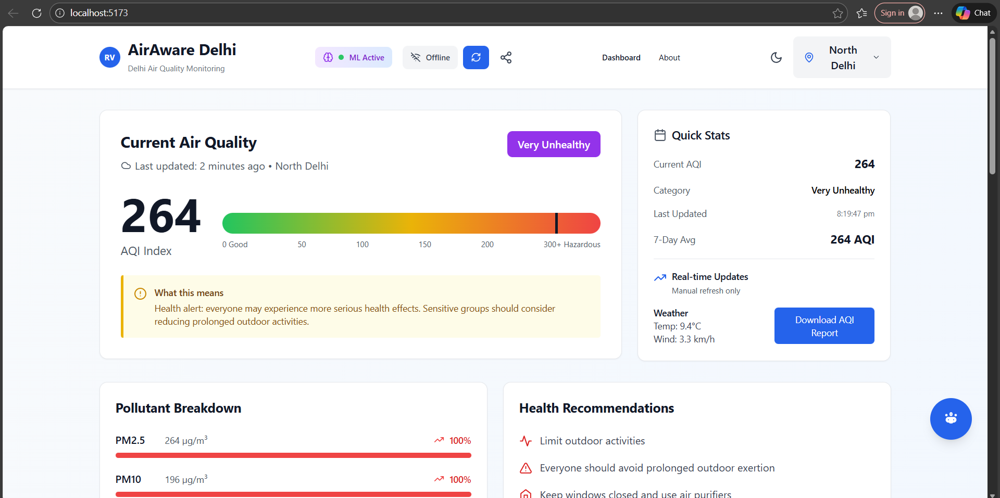 localhost:5173
Sign in
Chat
RV
AirAware Delhi
Delhi Air Quality Monitoring
ML Active
Offline
Dashboard
About
North
Delhi
Current Air Quality
Very Unhealthy
Last updated: 2 minutes ago • North Delhi
264
AQI Index
0 Good 50 100 150 200 300+ Hazardous
What this means
Health alert: everyone may experience more serious health effects. Sensitive groups should consider
reducing prolonged outdoor activities.
Quick Stats
Current AQI 264
Category Very Unhealthy
Last Updated 8:19:47 pm
7-Day Avg 264 AQI
Real-time Updates
Manual refresh only
Weather
Temp: 9.4°C
Wind: 3.3 km/h
Download AQI
Report
Pollutant Breakdown
PM2.5 264 µg/m³ 100%
PM10 196 µg/m³ 100%
Health Recommendations
Limit outdoor activities
Everyone should avoid prolonged outdoor exertion
Keep windows closed and use air purifiers